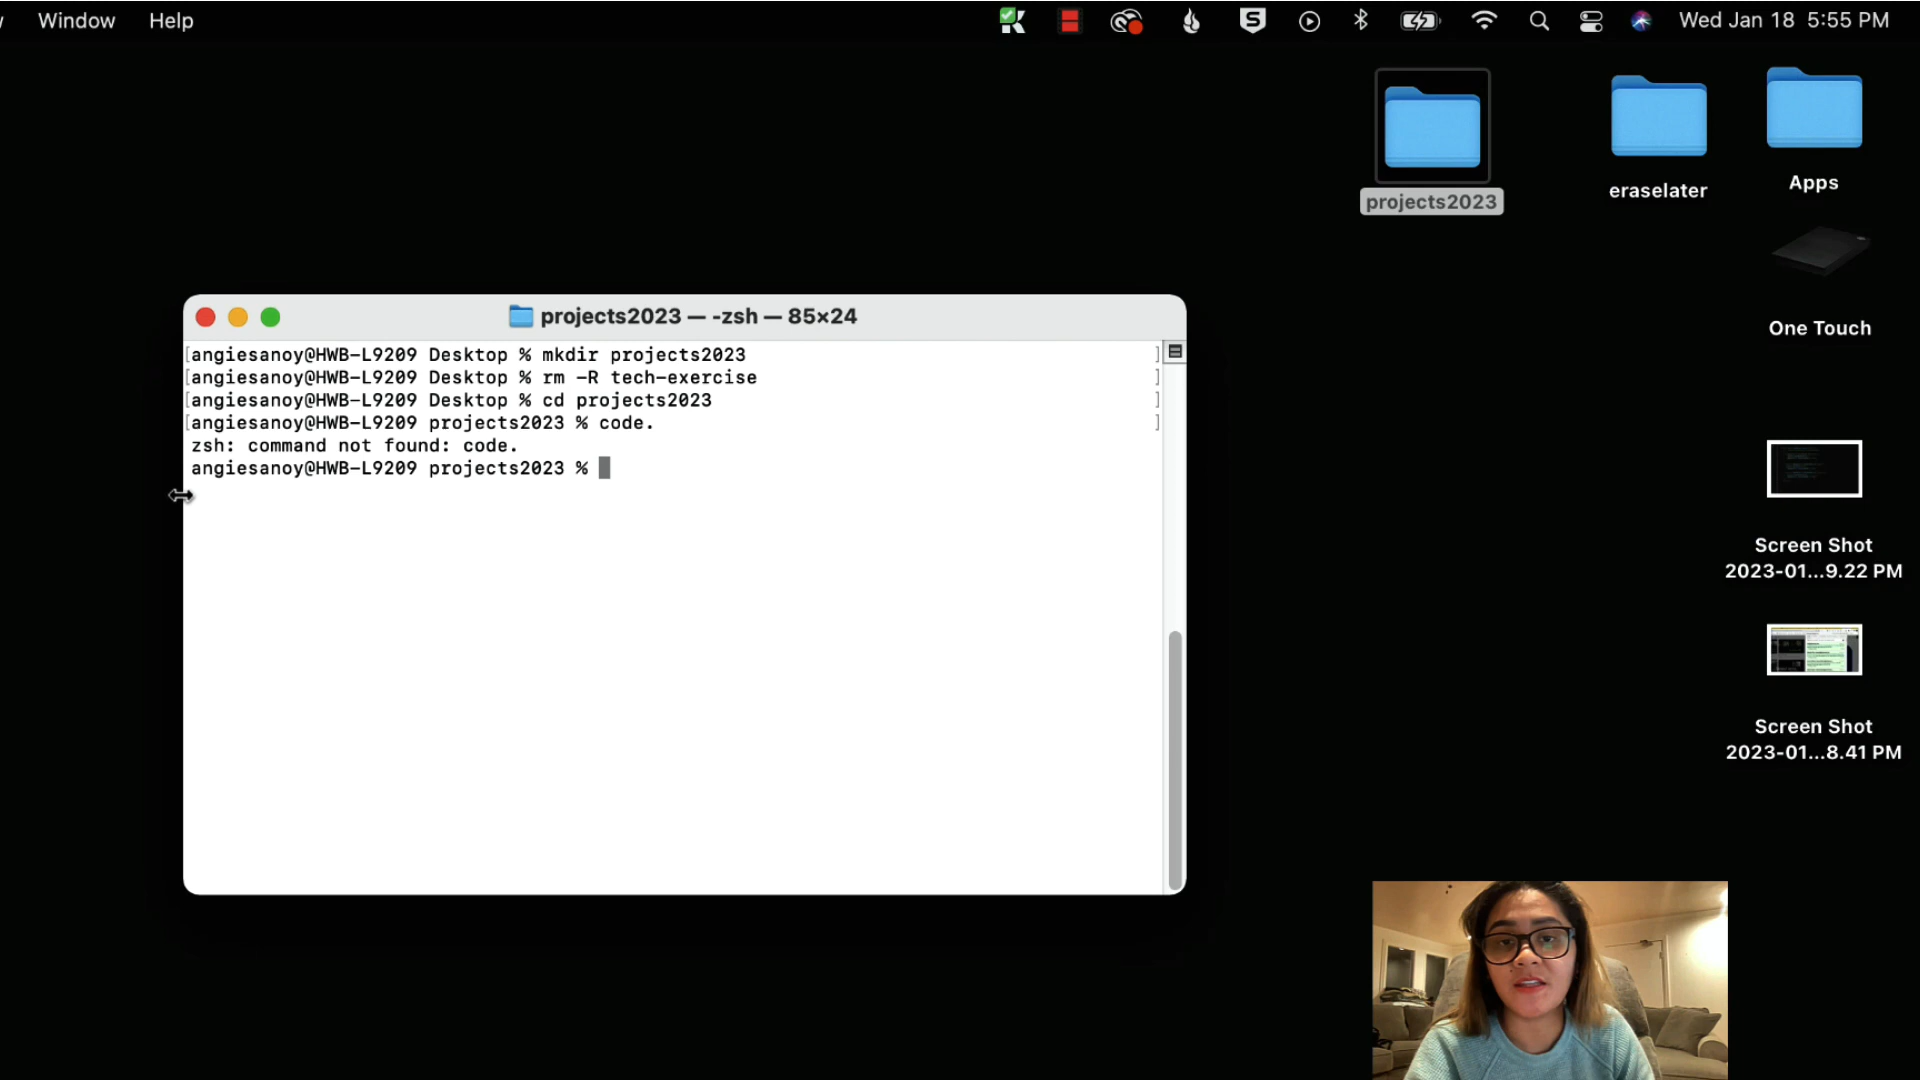 Window Help Wed Jan 18 5:55 PM
projects2023
eraselater
Apps
One Touch
projects2023 — -zsh — 85×24
[angiesanoy@HWB-L9209 Desktop % mkdir projects2023 ]
[angiesanoy@HWB-L9209 Desktop % rm -R tech-exercise ]
[angiesanoy@HWB-L9209 Desktop % cd projects2023 ]
[angiesanoy@HWB-L9209 projects2023 % code. ]
zsh: command not found: code.
angiesanoy@HWB-L9209 projects2023 %
Screen Shot
2023-01...9.22 PM
Screen Shot
2023-01...8.41 PM